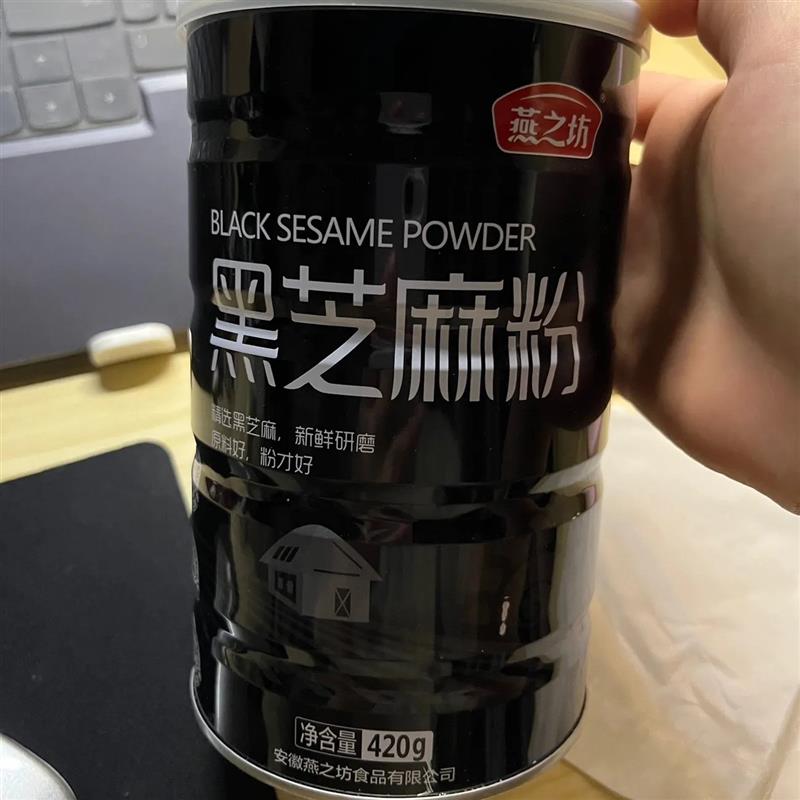 燕之坊
BLACK SESAME POWDER
黑芝麻粉
精选黑芝麻，新鲜研磨
原料好，粉才好
净含量 420g
安徽燕之坊食品有限公司